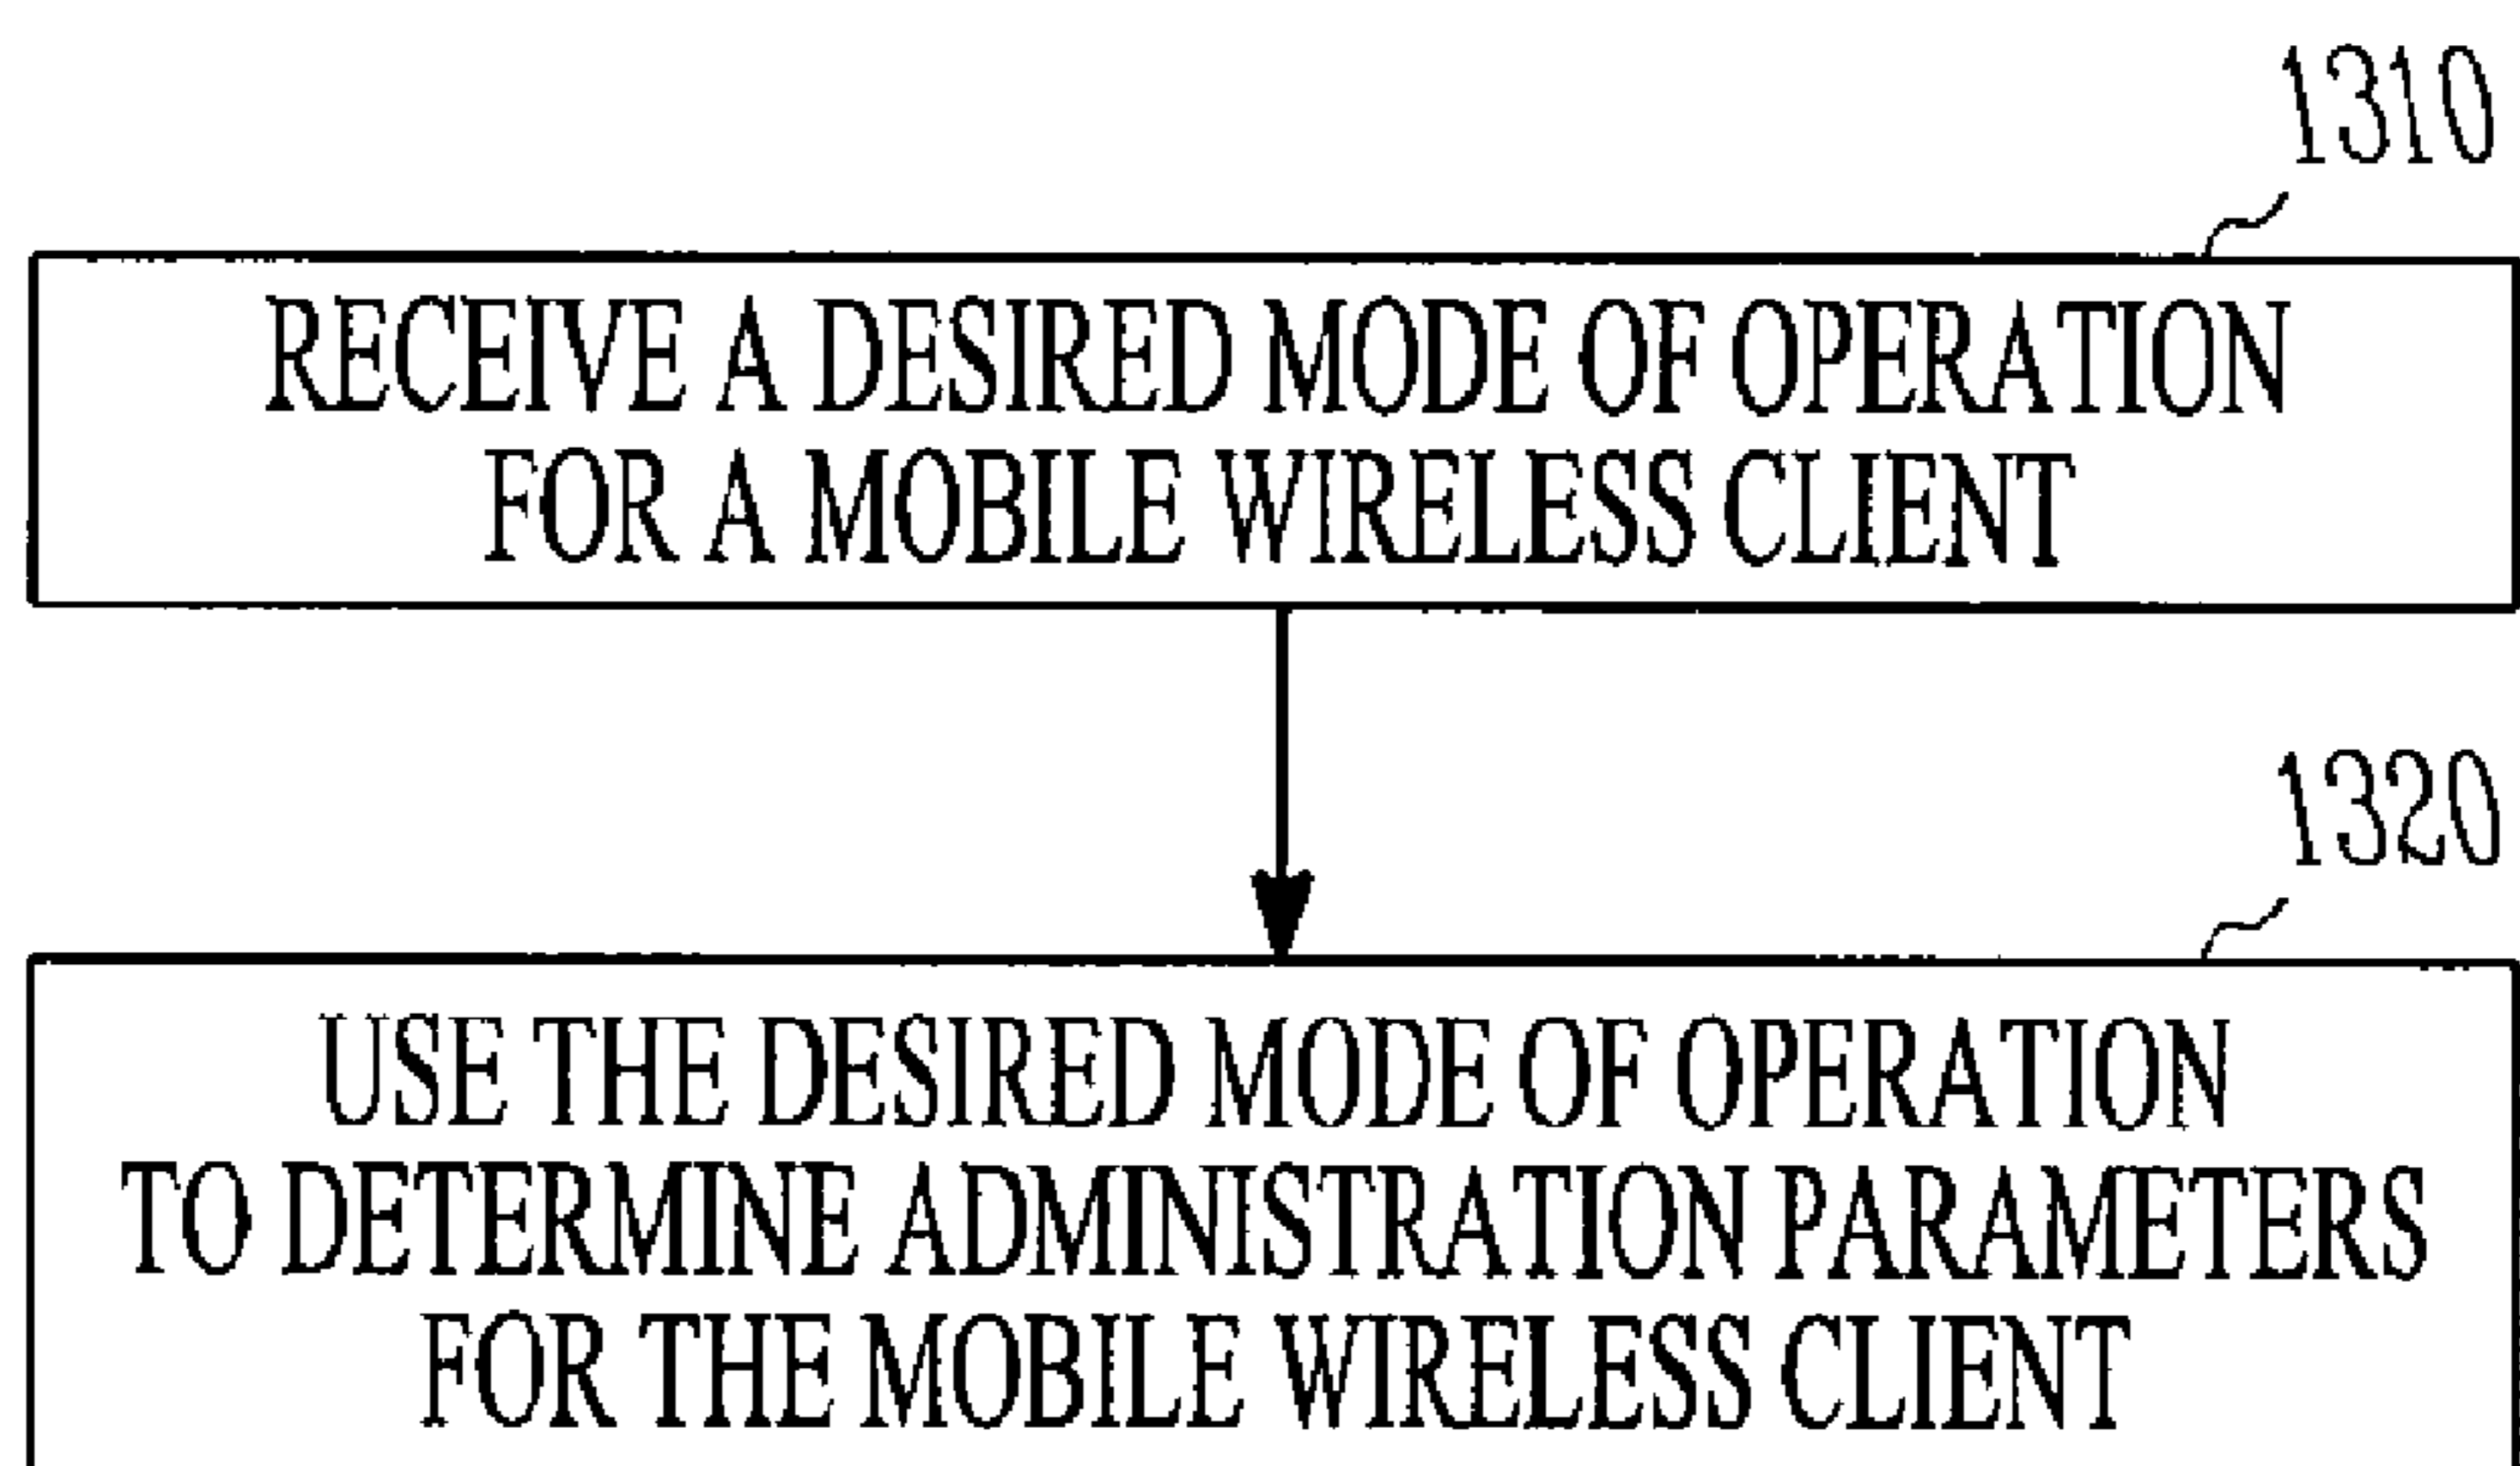 1310
RECEIVE A DESIRED MODE OF OPERATION
FOR A MOBILE WIRELESS CLIENT
1320
USE THE DESIRED MODE OF OPERATION
TO DETERMINE ADMINISTRATION PARAMETERS
FOR THE MOBILE WIRELESS CLIENT